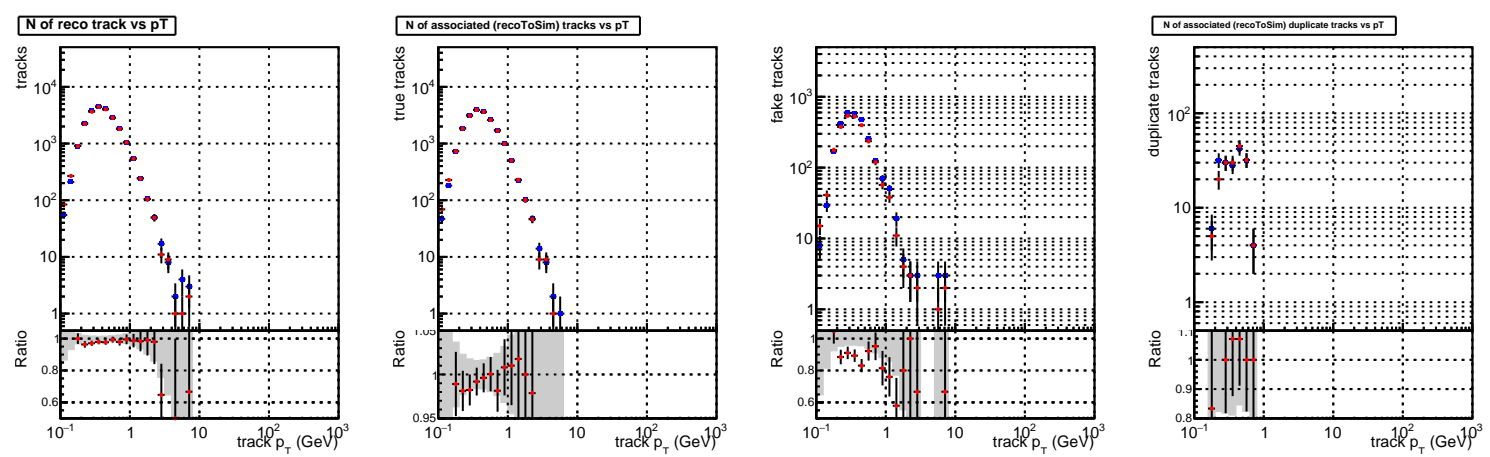 N of reco track vs pT
tracks
10^4
10^3
10^2
10
1
Ratio
1
0.8
0.6
10^-1 1 10 10^2 10^3
track p_T (GeV)
N of associated (recoToSim) tracks vs pT
true tracks
10^4
10^3
10^2
10
1
Ratio
1.05
1
0.95
10^-1 1 10 10^2 10^3
track p_T (GeV)
fake tracks
10^3
10^2
10
1
Ratio
1
0.8
0.6
10^-1 1 10 10^2 10^3
track p_T (GeV)
N of associated (recoToSim) duplicate tracks vs pT
duplicate tracks
10^2
10
1
Ratio
1.1
1
0.9
0.8
10^-1 1 10 10^2 10^3
track p_T (GeV)